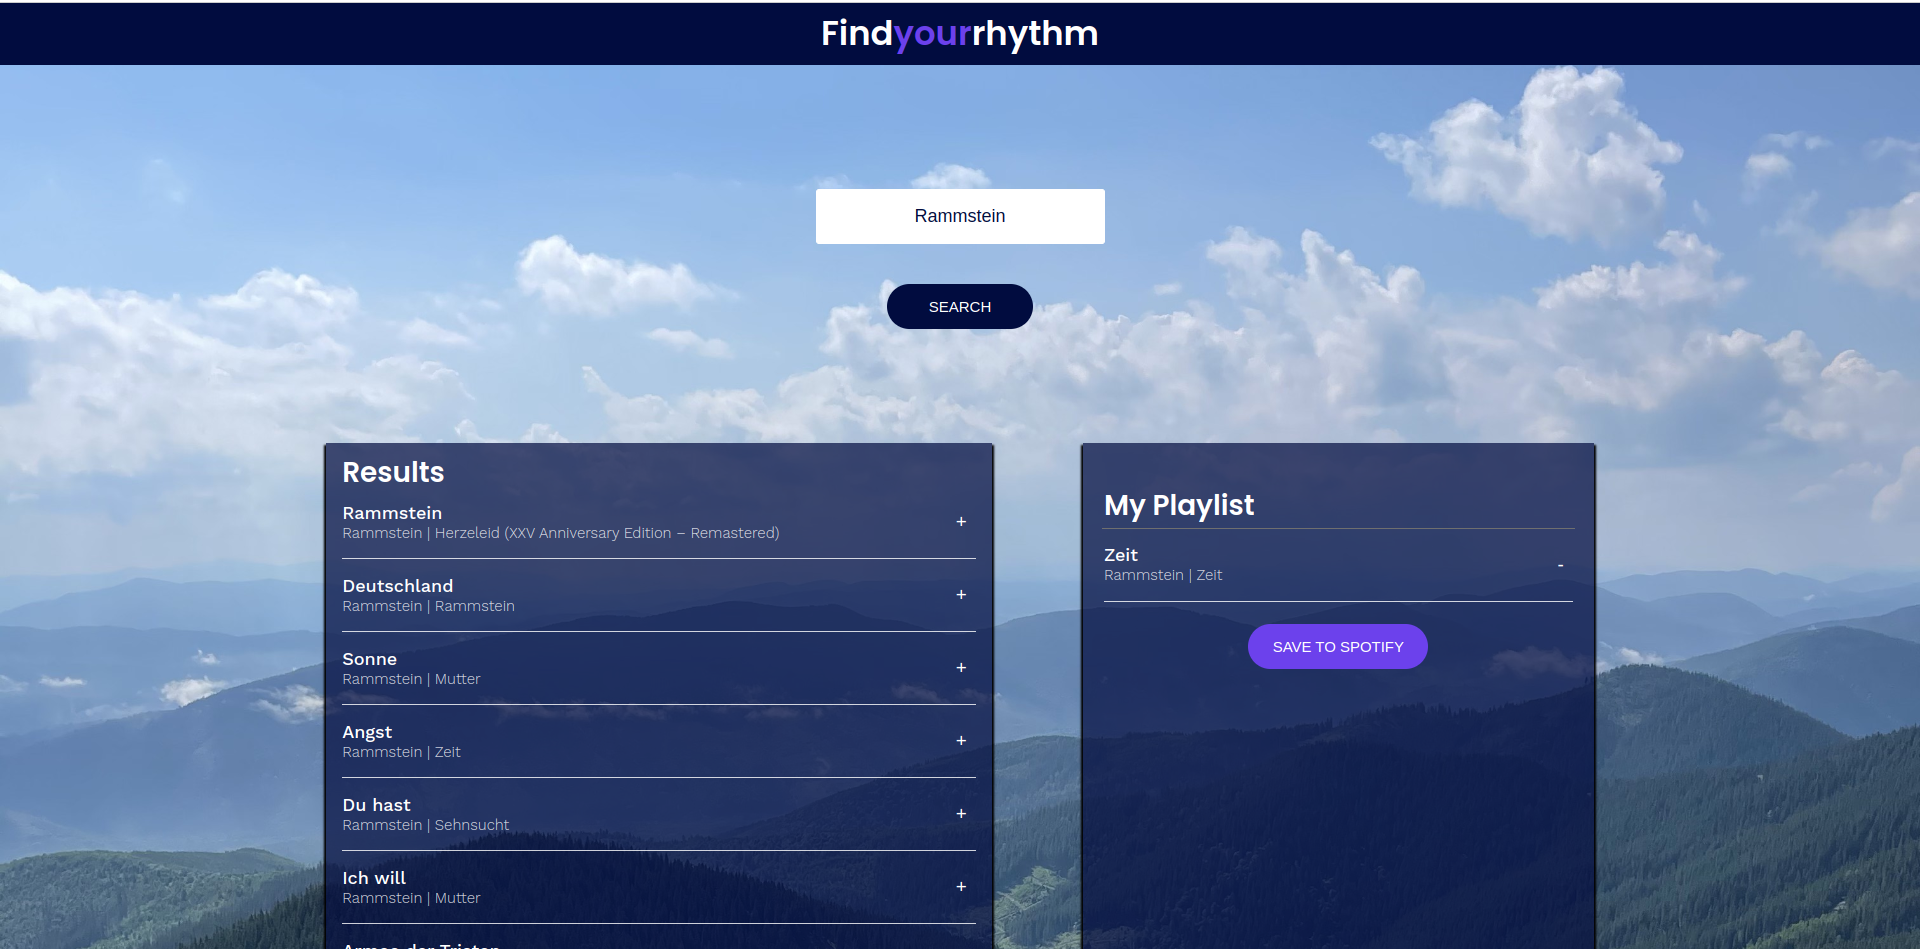 Findyourrhythm
Rammstein
SEARCH
Results
Rammstein
Rammstein | Herzeleid (XXV Anniversary Edition – Remastered)
+
Deutschland
Rammstein | Rammstein
+
Sonne
Rammstein | Mutter
+
Angst
Rammstein | Zeit
+
Du hast
Rammstein | Sehnsucht
+
Ich will
Rammstein | Mutter
+
My Playlist
Zeit
Rammstein | Zeit
-
SAVE TO SPOTIFY